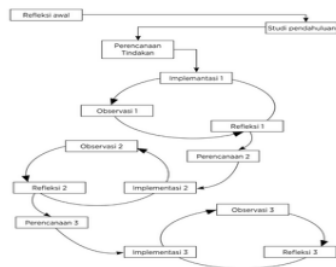 Refleksi awal
Studi pendahuluan
Perencanaan
Tindakan
Implemantasi 1
Observasi 1
Refleksi 1
Observasi 2
Perencanaan 2
Refleksi 2
Implementasi 2
Perencanaan 3
Observasi 3
Implementasi 3
Refleksi 3